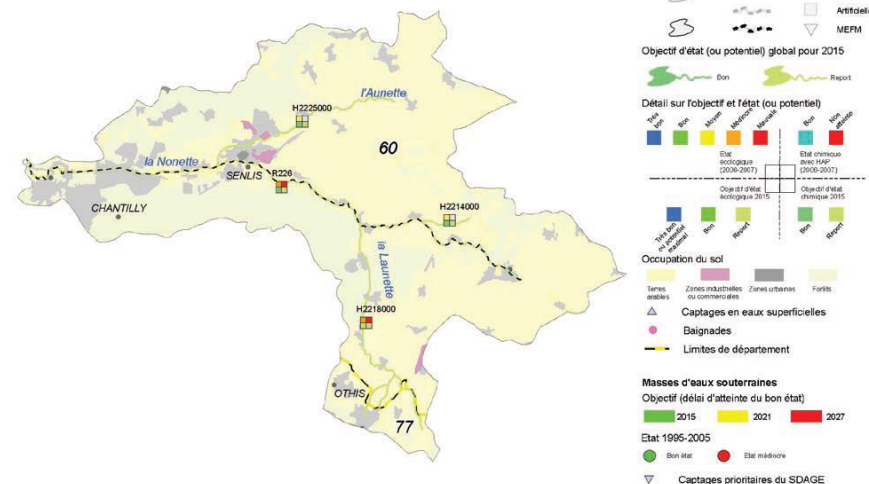 H2225000
l'Aunette
60
la Nonette
SENLIS
R226
CHANTILLY
H2214000
la Launette
H2218000
OTHIS
77
Artificielle
MEFM
Objectif d'état (ou potentiel) global pour 2015
Bon
Report
Détail sur l'objectif et l'état (ou potentiel)
Très bon
Bon
Moyen
Médiocre
Mauvais
Bon
Non atteinte
Etat écologique (2006-2007)
Etat chimique avec HAP (2006-2007)
Objectif d'état écologique 2015
Objectif d'état chimique 2015
Très bon ou potentiel maximal
Bon
Report
Bon
Report
Occupation du sol
Terres arables
Zones industrielles ou commerciales
Zones urbaines
Forêts
Captages en eaux superficielles
Baignades
Limites de département
Masses d'eaux souterraines
Objectif (délai d'atteinte du bon état)
2015
2021
2027
Etat 1995-2005
Bon état
Etat médiocre
Captages prioritaires du SDAGE